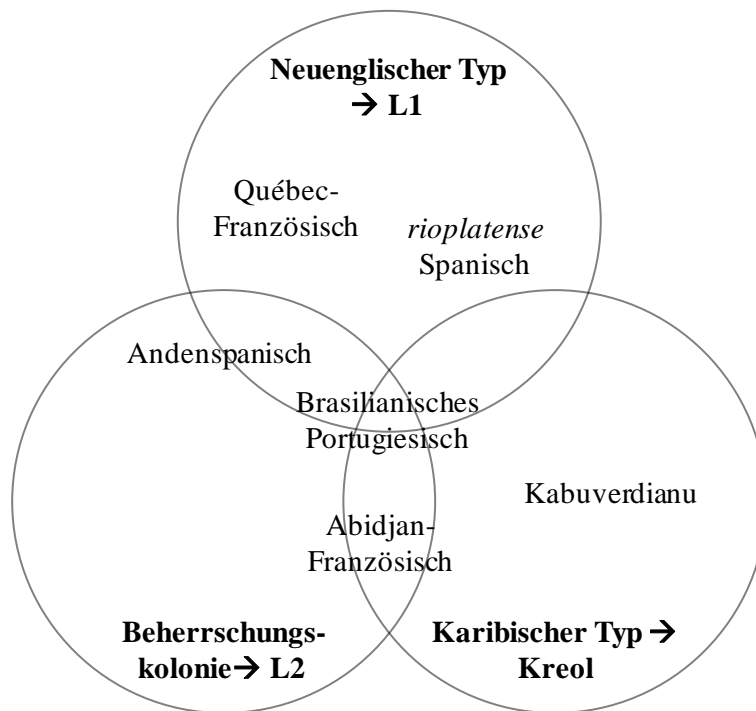 Neuenglischer Typ
→ L1
Québec-
Französisch
rioplatense
Spanisch
Andenspanisch
Brasilianisches
Portugiesisch
Kabuverdianu
Abidjan-
Französisch
Beherrschungs-
kolonie→ L2
Karibischer Typ →
Kreol